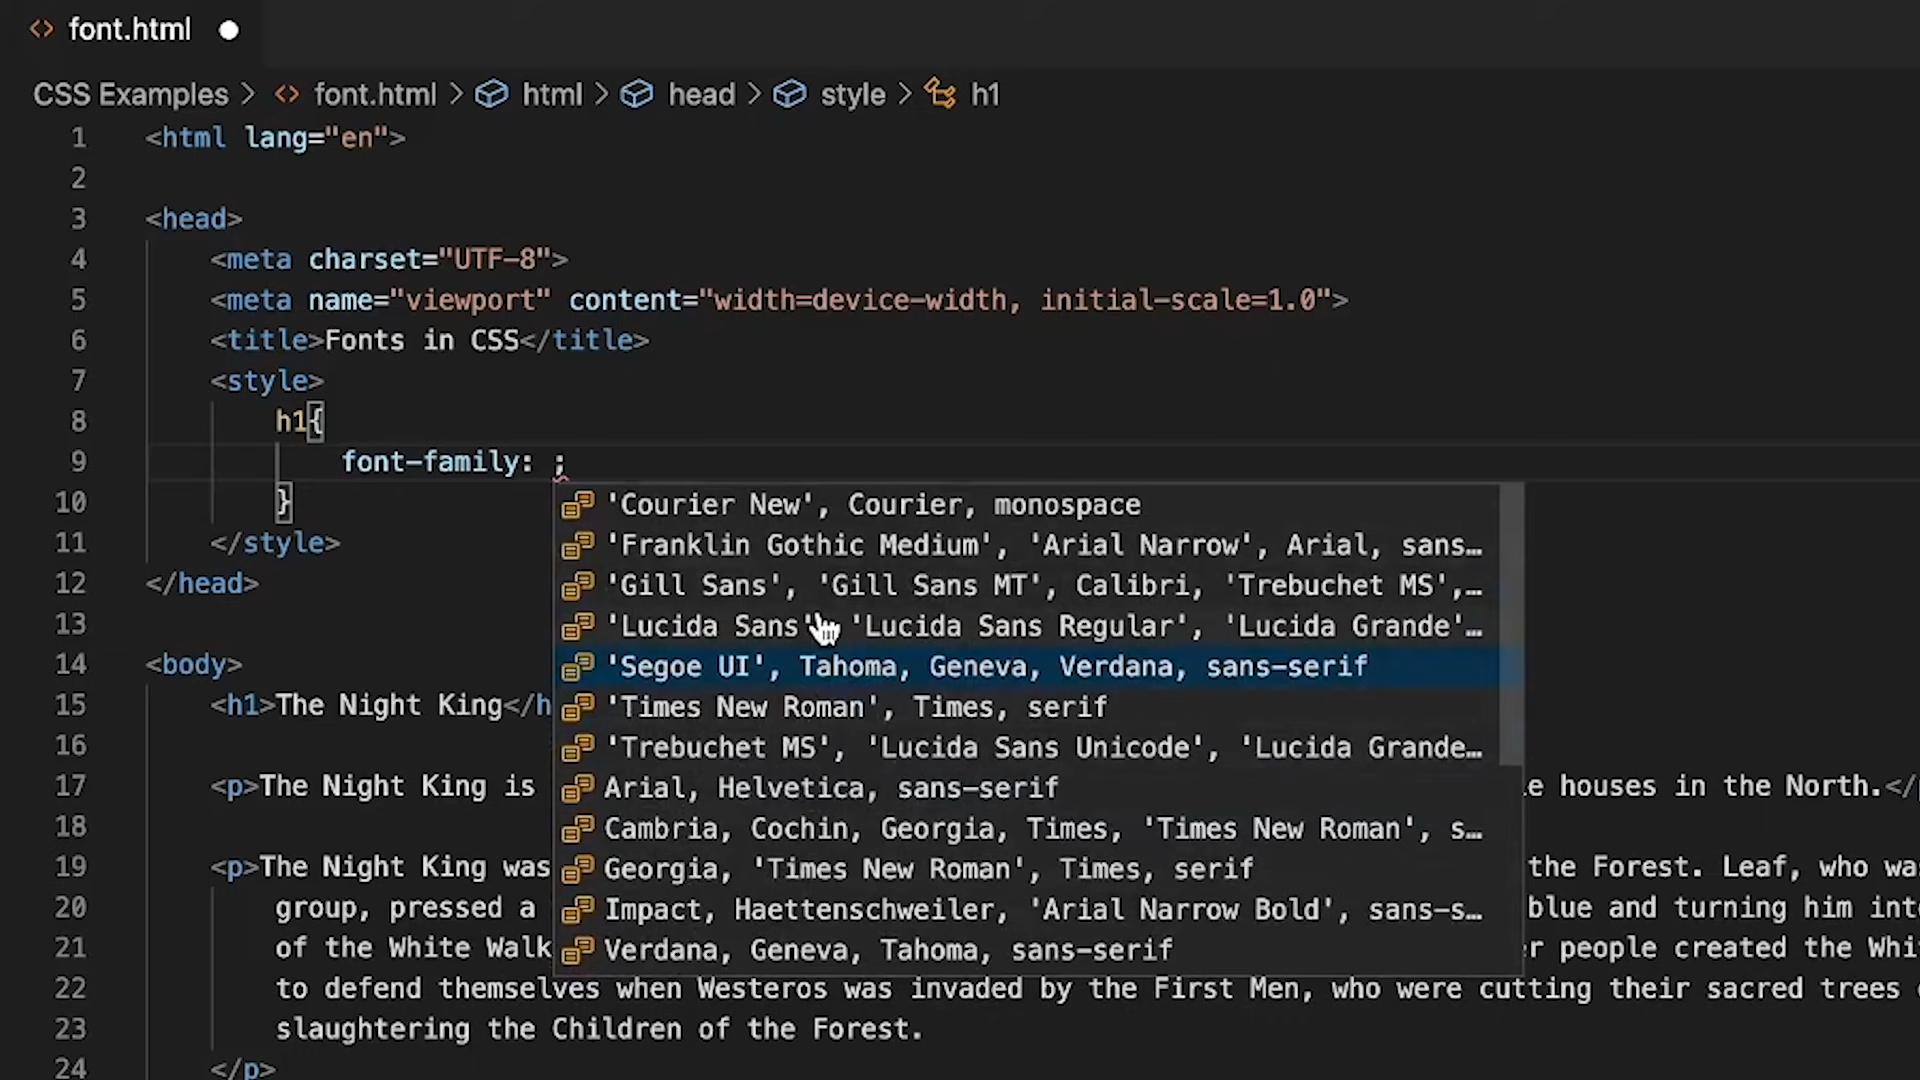 font.html
CSS Examples > font.html > html > head > style > h1
1 <html lang="en">
2
3 <head>
4 <meta charset="UTF-8">
5 <meta name="viewport" content="width=device-width, initial-scale=1.0">
6 <title>Fonts in CSS</title>
7 <style>
8 h1{
9 font-family: ;
10 }
'Courier New', Courier, monospace
'Franklin Gothic Medium', 'Arial Narrow', Arial, sans…
11 </style>
12 </head>
'Gill Sans', 'Gill Sans MT', Calibri, 'Trebuchet MS',…
13
'Lucida Sans' 'Lucida Sans Regular', 'Lucida Grande'…
14 <body>
'Segoe UI', Tahoma, Geneva, Verdana, sans-serif
15 <h1>The Night King</h
'Times New Roman', Times, serif
16
'Trebuchet MS', 'Lucida Sans Unicode', 'Lucida Grande…
17 <p>The Night King is
Arial, Helvetica, sans-serif
e houses in the North.</
18
Cambria, Cochin, Georgia, Times, 'Times New Roman', s…
19 <p>The Night King was
Georgia, 'Times New Roman', Times, serif
the Forest. Leaf, who wa
20 group, pressed a
Impact, Haettenschweiler, 'Arial Narrow Bold', sans-s…
blue and turning him int
21 of the White Walk
Verdana, Geneva, Tahoma, sans-serif
r people created the Whi
22 to defend themselves when Westeros was invaded by the First Men, who were cutting their sacred trees
23 slaughtering the Children of the Forest.
24 </p>